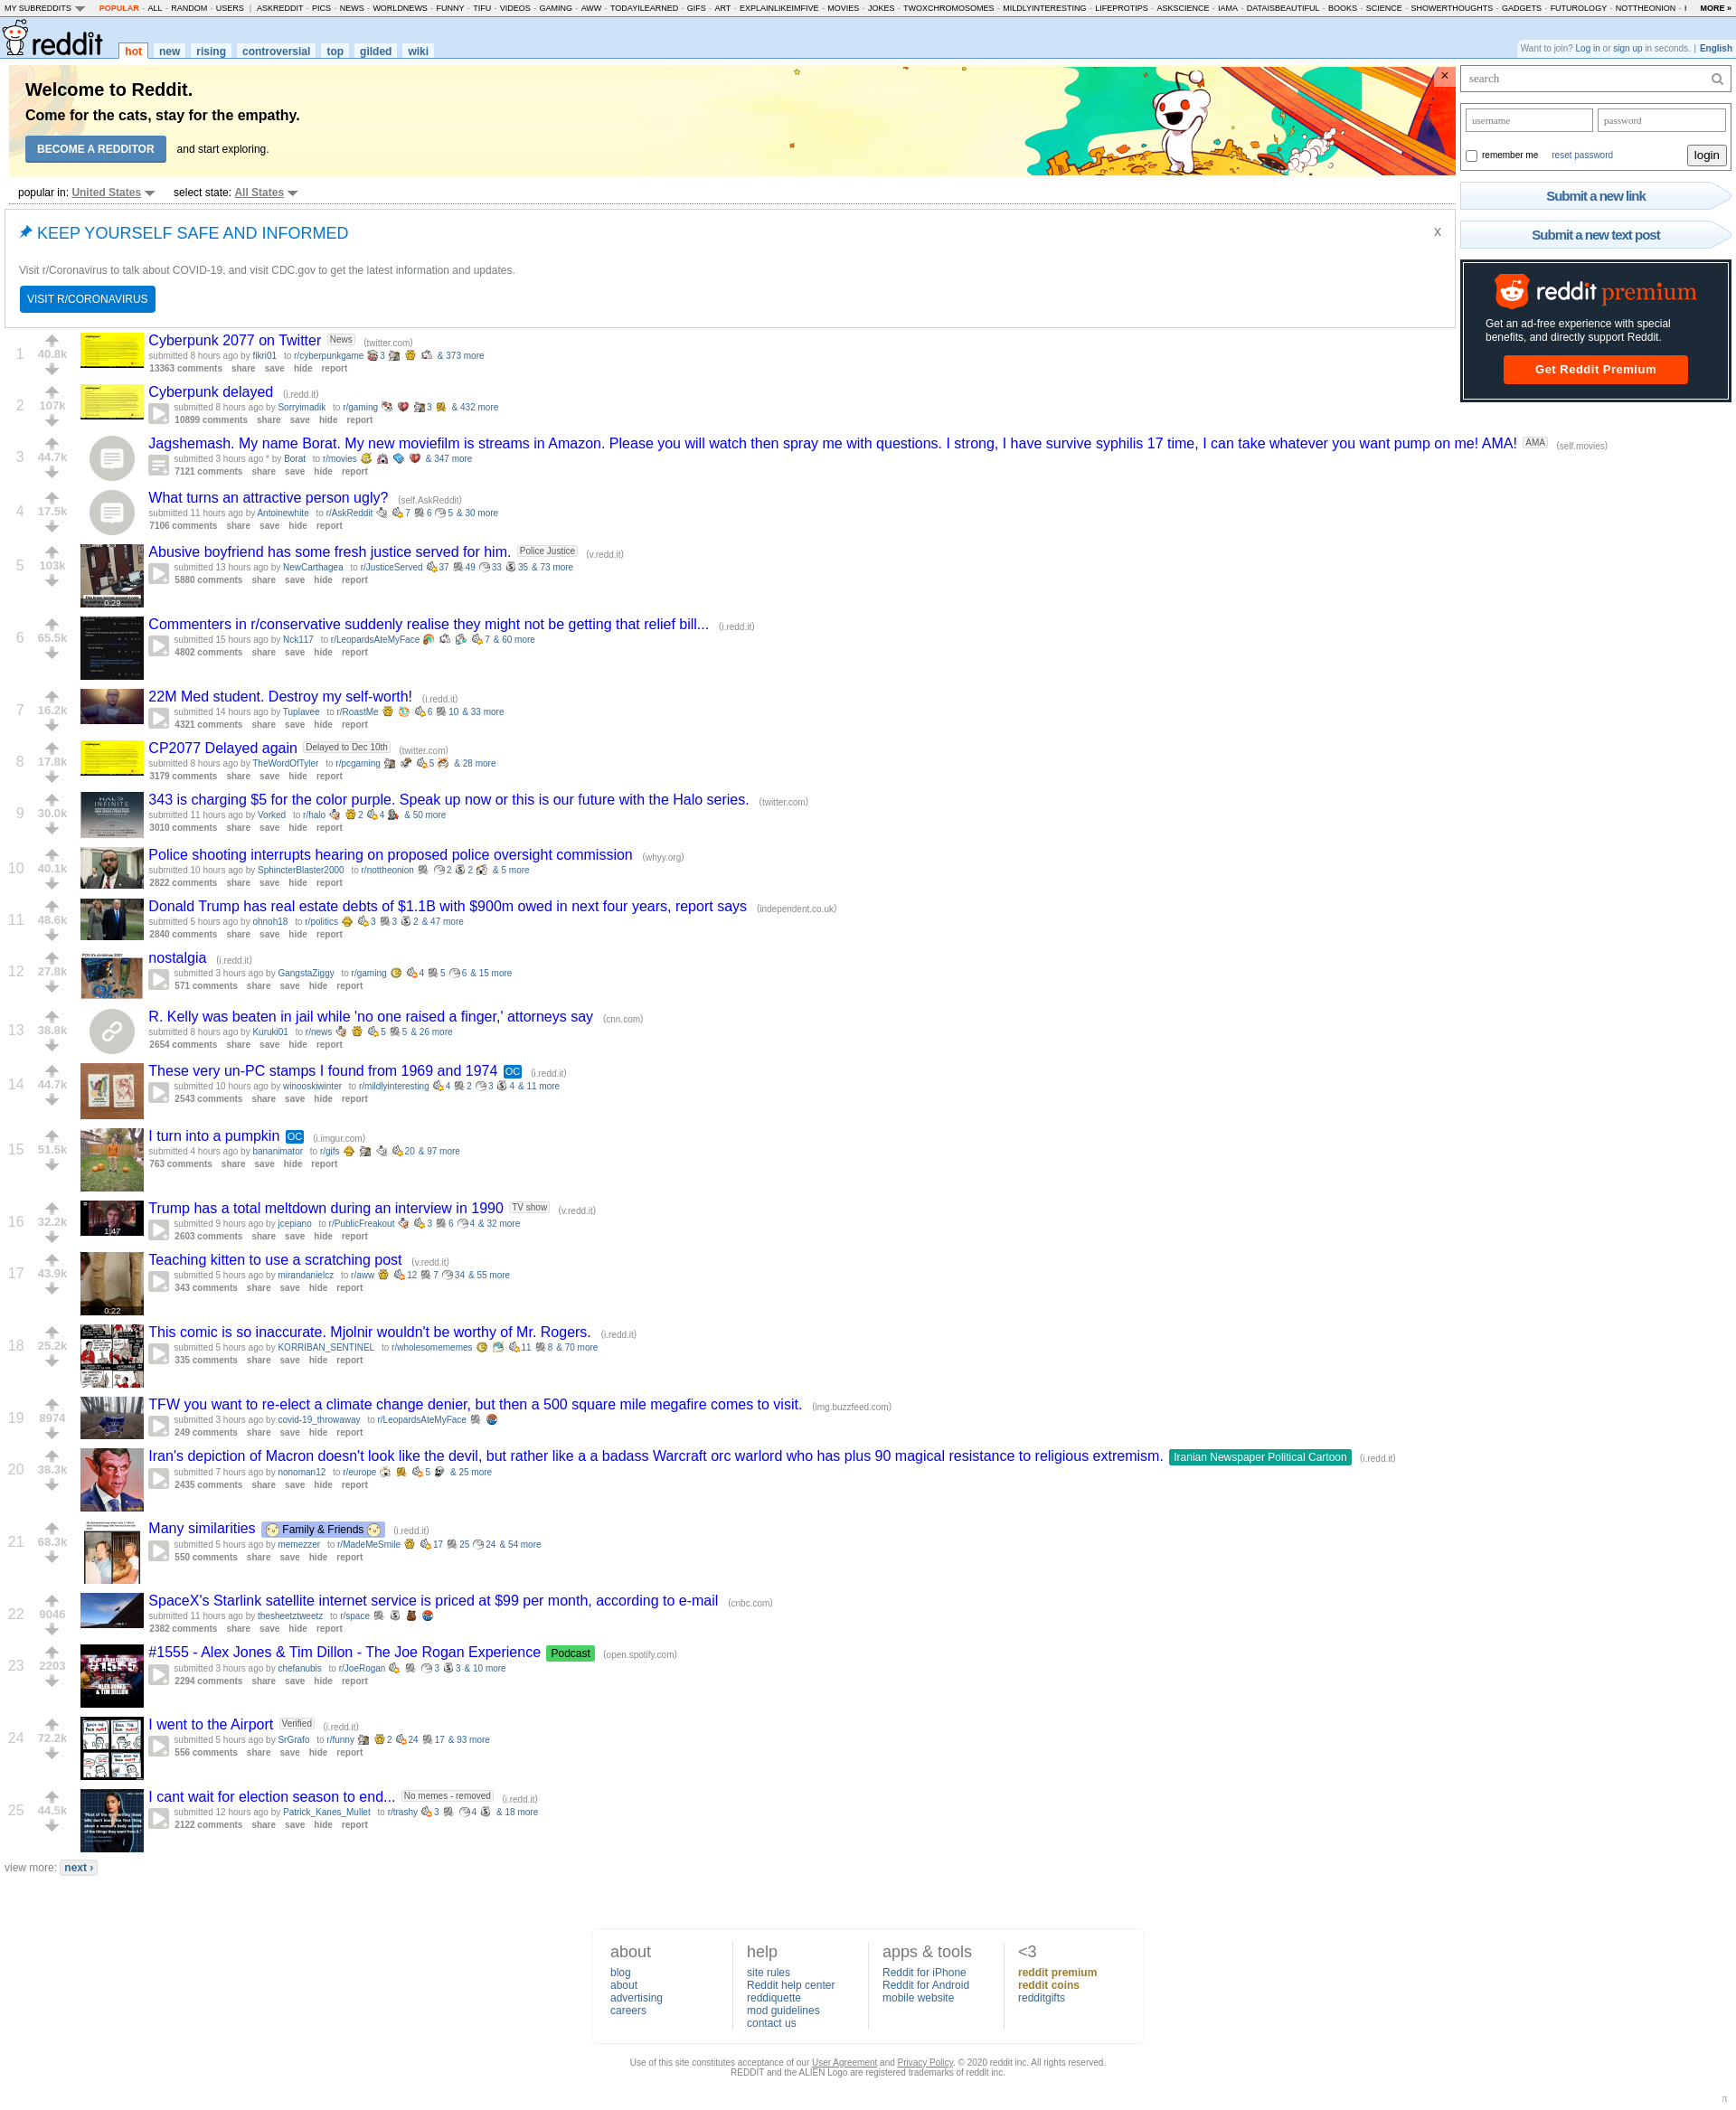 MY SUBREDDITS POPULAR - ALL - RANDOM - USERS | ASKREDDIT - PICS - NEWS - WORLDNEWS - FUNNY - TIFU - VIDEOS - GAMING - AWW - TODAYILEARNED - GIFS - ART - EXPLAINLIKEIMFIVE - MOVIES - JOKES - TWOXCHROMOSOMES - MILDLYINTERESTING - LIFEPROTIPS - ASKSCIENCE - IAMA - DATAISBEAUTIFUL - BOOKS - SCIENCE - SHOWERTHOUGHTS - GADGETS - FUTUROLOGY - NOTTHEONION - MORE »
reddit hot new rising controversial top gilded wiki
Want to join? Log in or sign up in seconds. | English
Welcome to Reddit.
Come for the cats, stay for the empathy.
BECOME A REDDITOR and start exploring.
×
popular in: United States select state: All States
KEEP YOURSELF SAFE AND INFORMED
x
Visit r/Coronavirus to talk about COVID-19, and visit CDC.gov to get the latest information and updates.
VISIT R/CORONAVIRUS
search
username password
remember me reset password login
Submit a new link
Submit a new text post
reddit premium
Get an ad-free experience with special
benefits, and directly support Reddit.
Get Reddit Premium
1 40.8k Cyberpunk 2077 on Twitter News (twitter.com)
submitted 8 hours ago by fikri01 to r/cyberpunkgame 3 & 373 more
13363 comments share save hide report
2 107k Cyberpunk delayed (i.redd.it)
submitted 8 hours ago by Sorryimadik to r/gaming 3 & 432 more
10899 comments share save hide report
3 44.7k Jagshemash. My name Borat. My new moviefilm is streams in Amazon. Please you will watch then spray me with questions. I strong, I have survive syphilis 17 time, I can take whatever you want pump on me! AMA! AMA (self.movies)
submitted 3 hours ago * by Borat to r/movies & 347 more
7121 comments share save hide report
4 17.5k What turns an attractive person ugly? (self.AskReddit)
submitted 11 hours ago by Antoinewhite to r/AskReddit 7 6 5 & 30 more
7106 comments share save hide report
5 103k Abusive boyfriend has some fresh justice served for him. Police Justice (v.redd.it)
submitted 13 hours ago by NewCarthagea to r/JusticeServed 37 49 33 35 & 73 more
5880 comments share save hide report
0:29
6 65.5k Commenters in r/conservative suddenly realise they might not be getting that relief bill... (i.redd.it)
submitted 15 hours ago by Nck117 to r/LeopardsAteMyFace 7 & 60 more
4802 comments share save hide report
7 16.2k 22M Med student. Destroy my self-worth! (i.redd.it)
submitted 14 hours ago by Tuplavee to r/RoastMe 6 10 & 33 more
4321 comments share save hide report
8 17.8k CP2077 Delayed again Delayed to Dec 10th (twitter.com)
submitted 8 hours ago by TheWordOfTyler to r/pcgaming 5 & 28 more
3179 comments share save hide report
9 30.0k 343 is charging $5 for the color purple. Speak up now or this is our future with the Halo series. (twitter.com)
HALO INFINITE
submitted 11 hours ago by Vorked to r/halo 2 4 & 50 more
3010 comments share save hide report
10 40.1k Police shooting interrupts hearing on proposed police oversight commission (whyy.org)
submitted 10 hours ago by SphincterBlaster2000 to r/nottheonion 2 2 & 5 more
2822 comments share save hide report
11 48.6k Donald Trump has real estate debts of $1.1B with $900m owed in next four years, report says (independent.co.uk)
submitted 5 hours ago by ohnoh18 to r/politics 3 3 2 & 47 more
2840 comments share save hide report
12 27.8k nostalgia (i.redd.it)
submitted 3 hours ago by GangstaZiggy to r/gaming 4 5 6 & 15 more
571 comments share save hide report
13 38.8k R. Kelly was beaten in jail while 'no one raised a finger,' attorneys say (cnn.com)
submitted 8 hours ago by Kuruki01 to r/news 5 5 & 26 more
2654 comments share save hide report
14 44.7k These very un-PC stamps I found from 1969 and 1974 OC (i.redd.it)
submitted 10 hours ago by winooskiwinter to r/mildlyinteresting 4 2 3 4 & 11 more
2543 comments share save hide report
15 51.5k I turn into a pumpkin OC (i.imgur.com)
submitted 4 hours ago by bananimator to r/gifs 20 & 97 more
763 comments share save hide report
16 32.2k Trump has a total meltdown during an interview in 1990 TV show (v.redd.it)
submitted 9 hours ago by jcepiano to r/PublicFreakout 3 6 4 & 32 more
1:47
2603 comments share save hide report
17 43.9k Teaching kitten to use a scratching post (v.redd.it)
submitted 5 hours ago by mirandanielcz to r/aww 12 7 34 & 55 more
343 comments share save hide report
0:22
18 25.2k This comic is so inaccurate. Mjolnir wouldn't be worthy of Mr. Rogers. (i.redd.it)
submitted 5 hours ago by KORRIBAN_SENTINEL to r/wholesomememes 11 8 & 70 more
335 comments share save hide report
19 8974 TFW you want to re-elect a climate change denier, but then a 500 square mile megafire comes to visit. (img.buzzfeed.com)
submitted 3 hours ago by covid-19_throwaway to r/LeopardsAteMyFace
249 comments share save hide report
20 38.3k Iran's depiction of Macron doesn't look like the devil, but rather like a a badass Warcraft orc warlord who has plus 90 magical resistance to religious extremism. Iranian Newspaper Political Cartoon (i.redd.it)
submitted 7 hours ago by nonoman12 to r/europe 5 & 25 more
2435 comments share save hide report
21 68.3k Many similarities Family & Friends (i.redd.it)
submitted 5 hours ago by memezzer to r/MadeMeSmile 17 25 24 & 54 more
550 comments share save hide report
22 9046 SpaceX's Starlink satellite internet service is priced at $99 per month, according to e-mail (cnbc.com)
submitted 11 hours ago by thesheetztweetz to r/space
2382 comments share save hide report
23 2203 #1555 - Alex Jones & Tim Dillon - The Joe Rogan Experience Podcast (open.spotify.com)
submitted 3 hours ago by chefanubis to r/JoeRogan 3 3 & 10 more
2294 comments share save hide report
#1555
ALEX JONES
& TIM DILLON
24 72.2k I went to the Airport Verified (i.redd.it)
submitted 5 hours ago by SrGrafo to r/funny 2 24 17 & 93 more
556 comments share save hide report
25 44.5k I cant wait for election season to end... No memes - removed (i.redd.it)
submitted 12 hours ago by Patrick_Kanes_Mullet to r/trashy 3 4 & 18 more
2122 comments share save hide report
view more: next ›
about
blog
about
advertising
careers
help
site rules
Reddit help center
reddiquette
mod guidelines
contact us
apps & tools
Reddit for iPhone
Reddit for Android
mobile website
<3
reddit premium
reddit coins
redditgifts
Use of this site constitutes acceptance of our User Agreement and Privacy Policy. © 2020 reddit inc. All rights reserved.
REDDIT and the ALIEN Logo are registered trademarks of reddit inc.
π